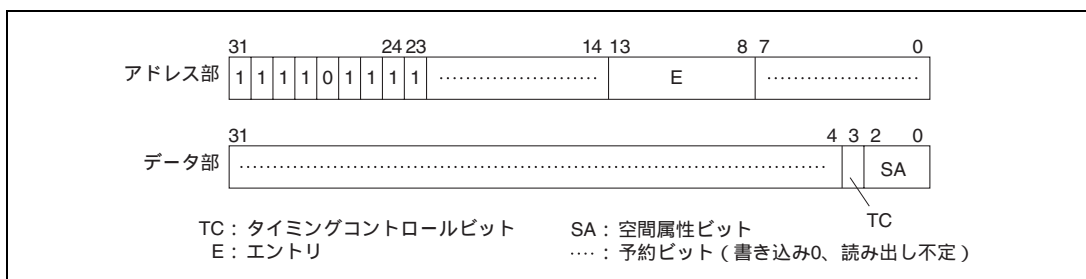 31 24 23 14 13 8 7 0
アドレス部 1 1 1 1 0 1 1 1 1 ······················· E ·······················
31 4 3 2 0
データ部 ······················· SA
TC
TC : タイミングコントロールビット SA : 空間属性ビット
E : エントリ ···· : 予約ビット ( 書き込み0、読み出し不定 )